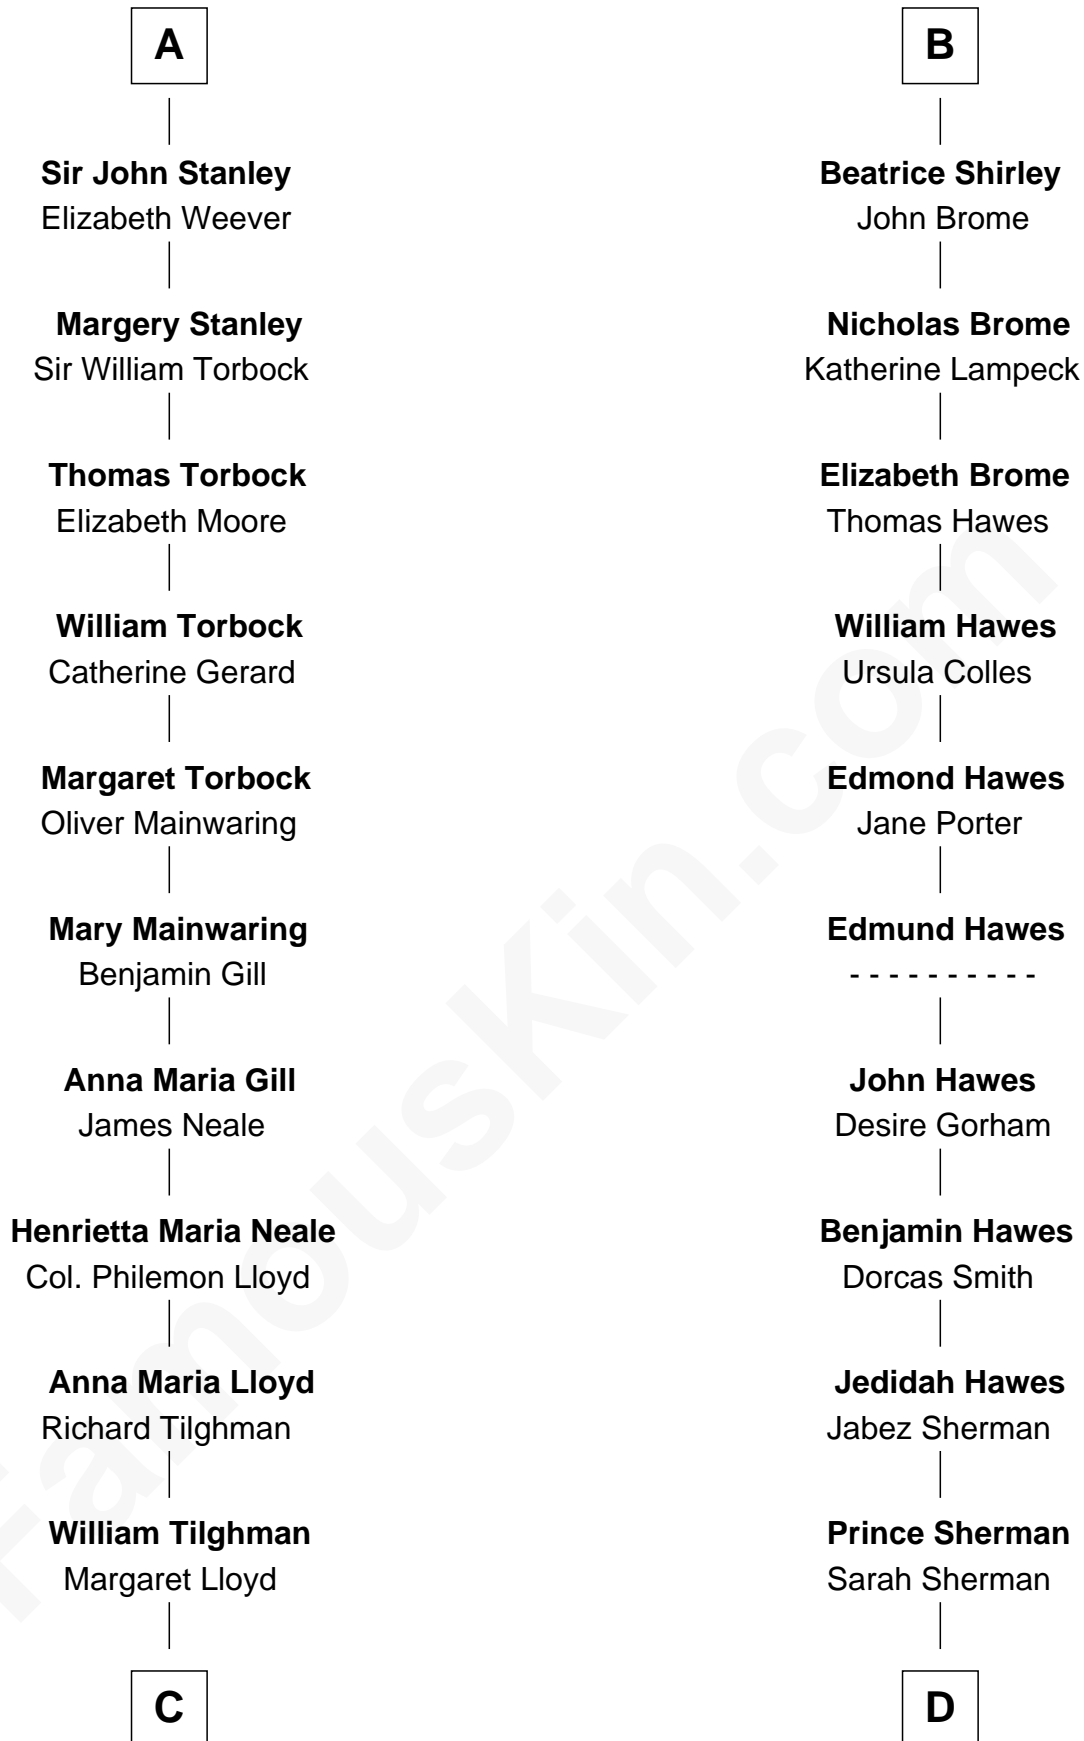 A
Sir John Stanley
Elizabeth Weever
Margery Stanley
Sir William Torbock
Thomas Torbock
Elizabeth Moore
William Torbock
Catherine Gerard
Margaret Torbock
Oliver Mainwaring
Mary Mainwaring
Benjamin Gill
Anna Maria Gill
James Neale
Henrietta Maria Neale
Col. Philemon Lloyd
Anna Maria Lloyd
Richard Tilghman
William Tilghman
Margaret Lloyd
C
B
Beatrice Shirley
John Brome
Nicholas Brome
Katherine Lampeck
Elizabeth Brome
Thomas Hawes
William Hawes
Ursula Colles
Edmond Hawes
Jane Porter
Edmund Hawes
- - - - - - - - - -
John Hawes
Desire Gorham
Benjamin Hawes
Dorcas Smith
Jedidah Hawes
Jabez Sherman
Prince Sherman
Sarah Sherman
D
FamousKin.com